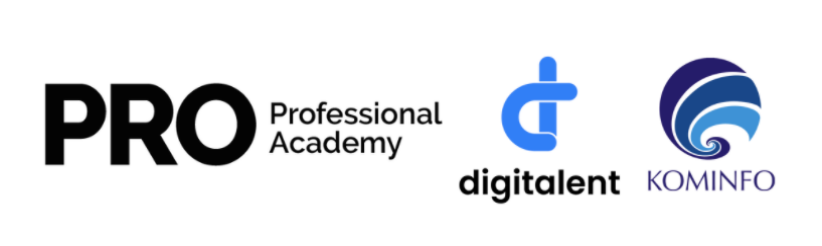 PRO
Professional
Academy
digitalent
KOMINFO